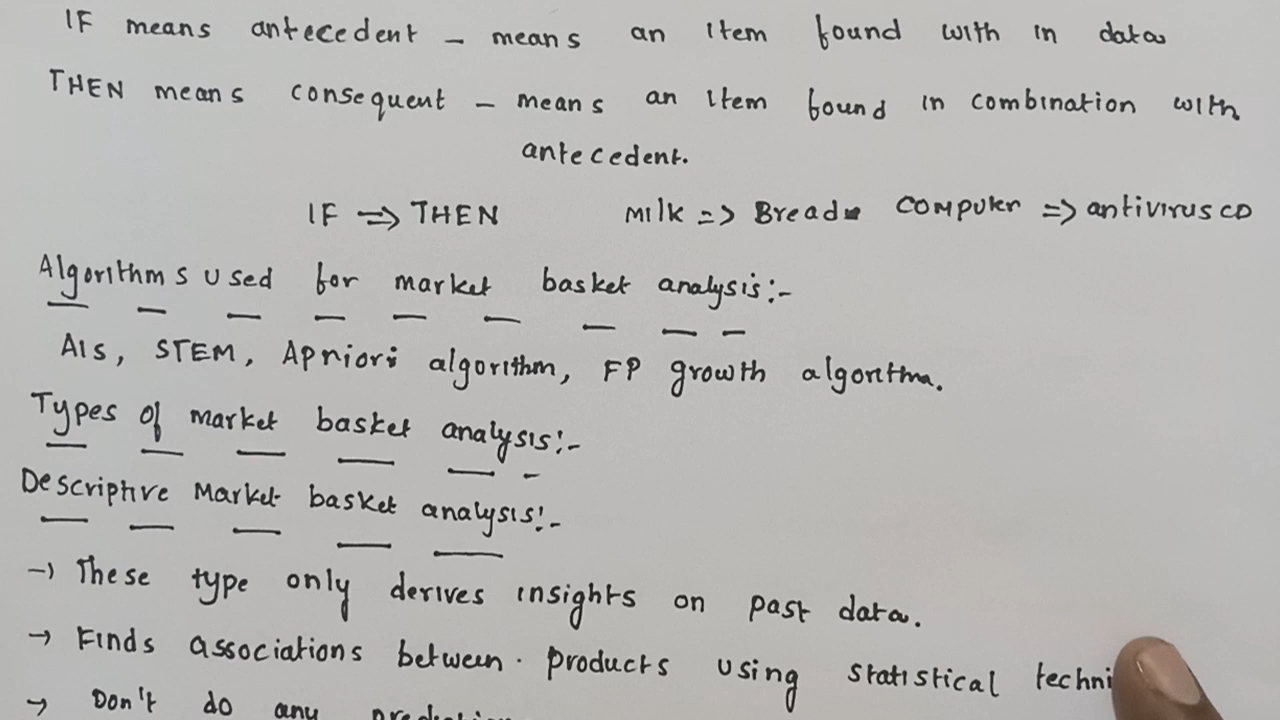 IF means antecedent - means an item found with in data
THEN means consequent - means an item found in combination with
antecedent.
IF => THEN Milk => Bread COMPUter => antivirus CD
Algorithms used for market basket analysis:-
AIS, STEM, Apriori algorithm, FP growth algorithm.
Types of market basket analysis:-
Descriptive Market basket analysis:-
→ These type only derives insights on past data.
→ Finds associations between products using statistical techni
→ Don't do any